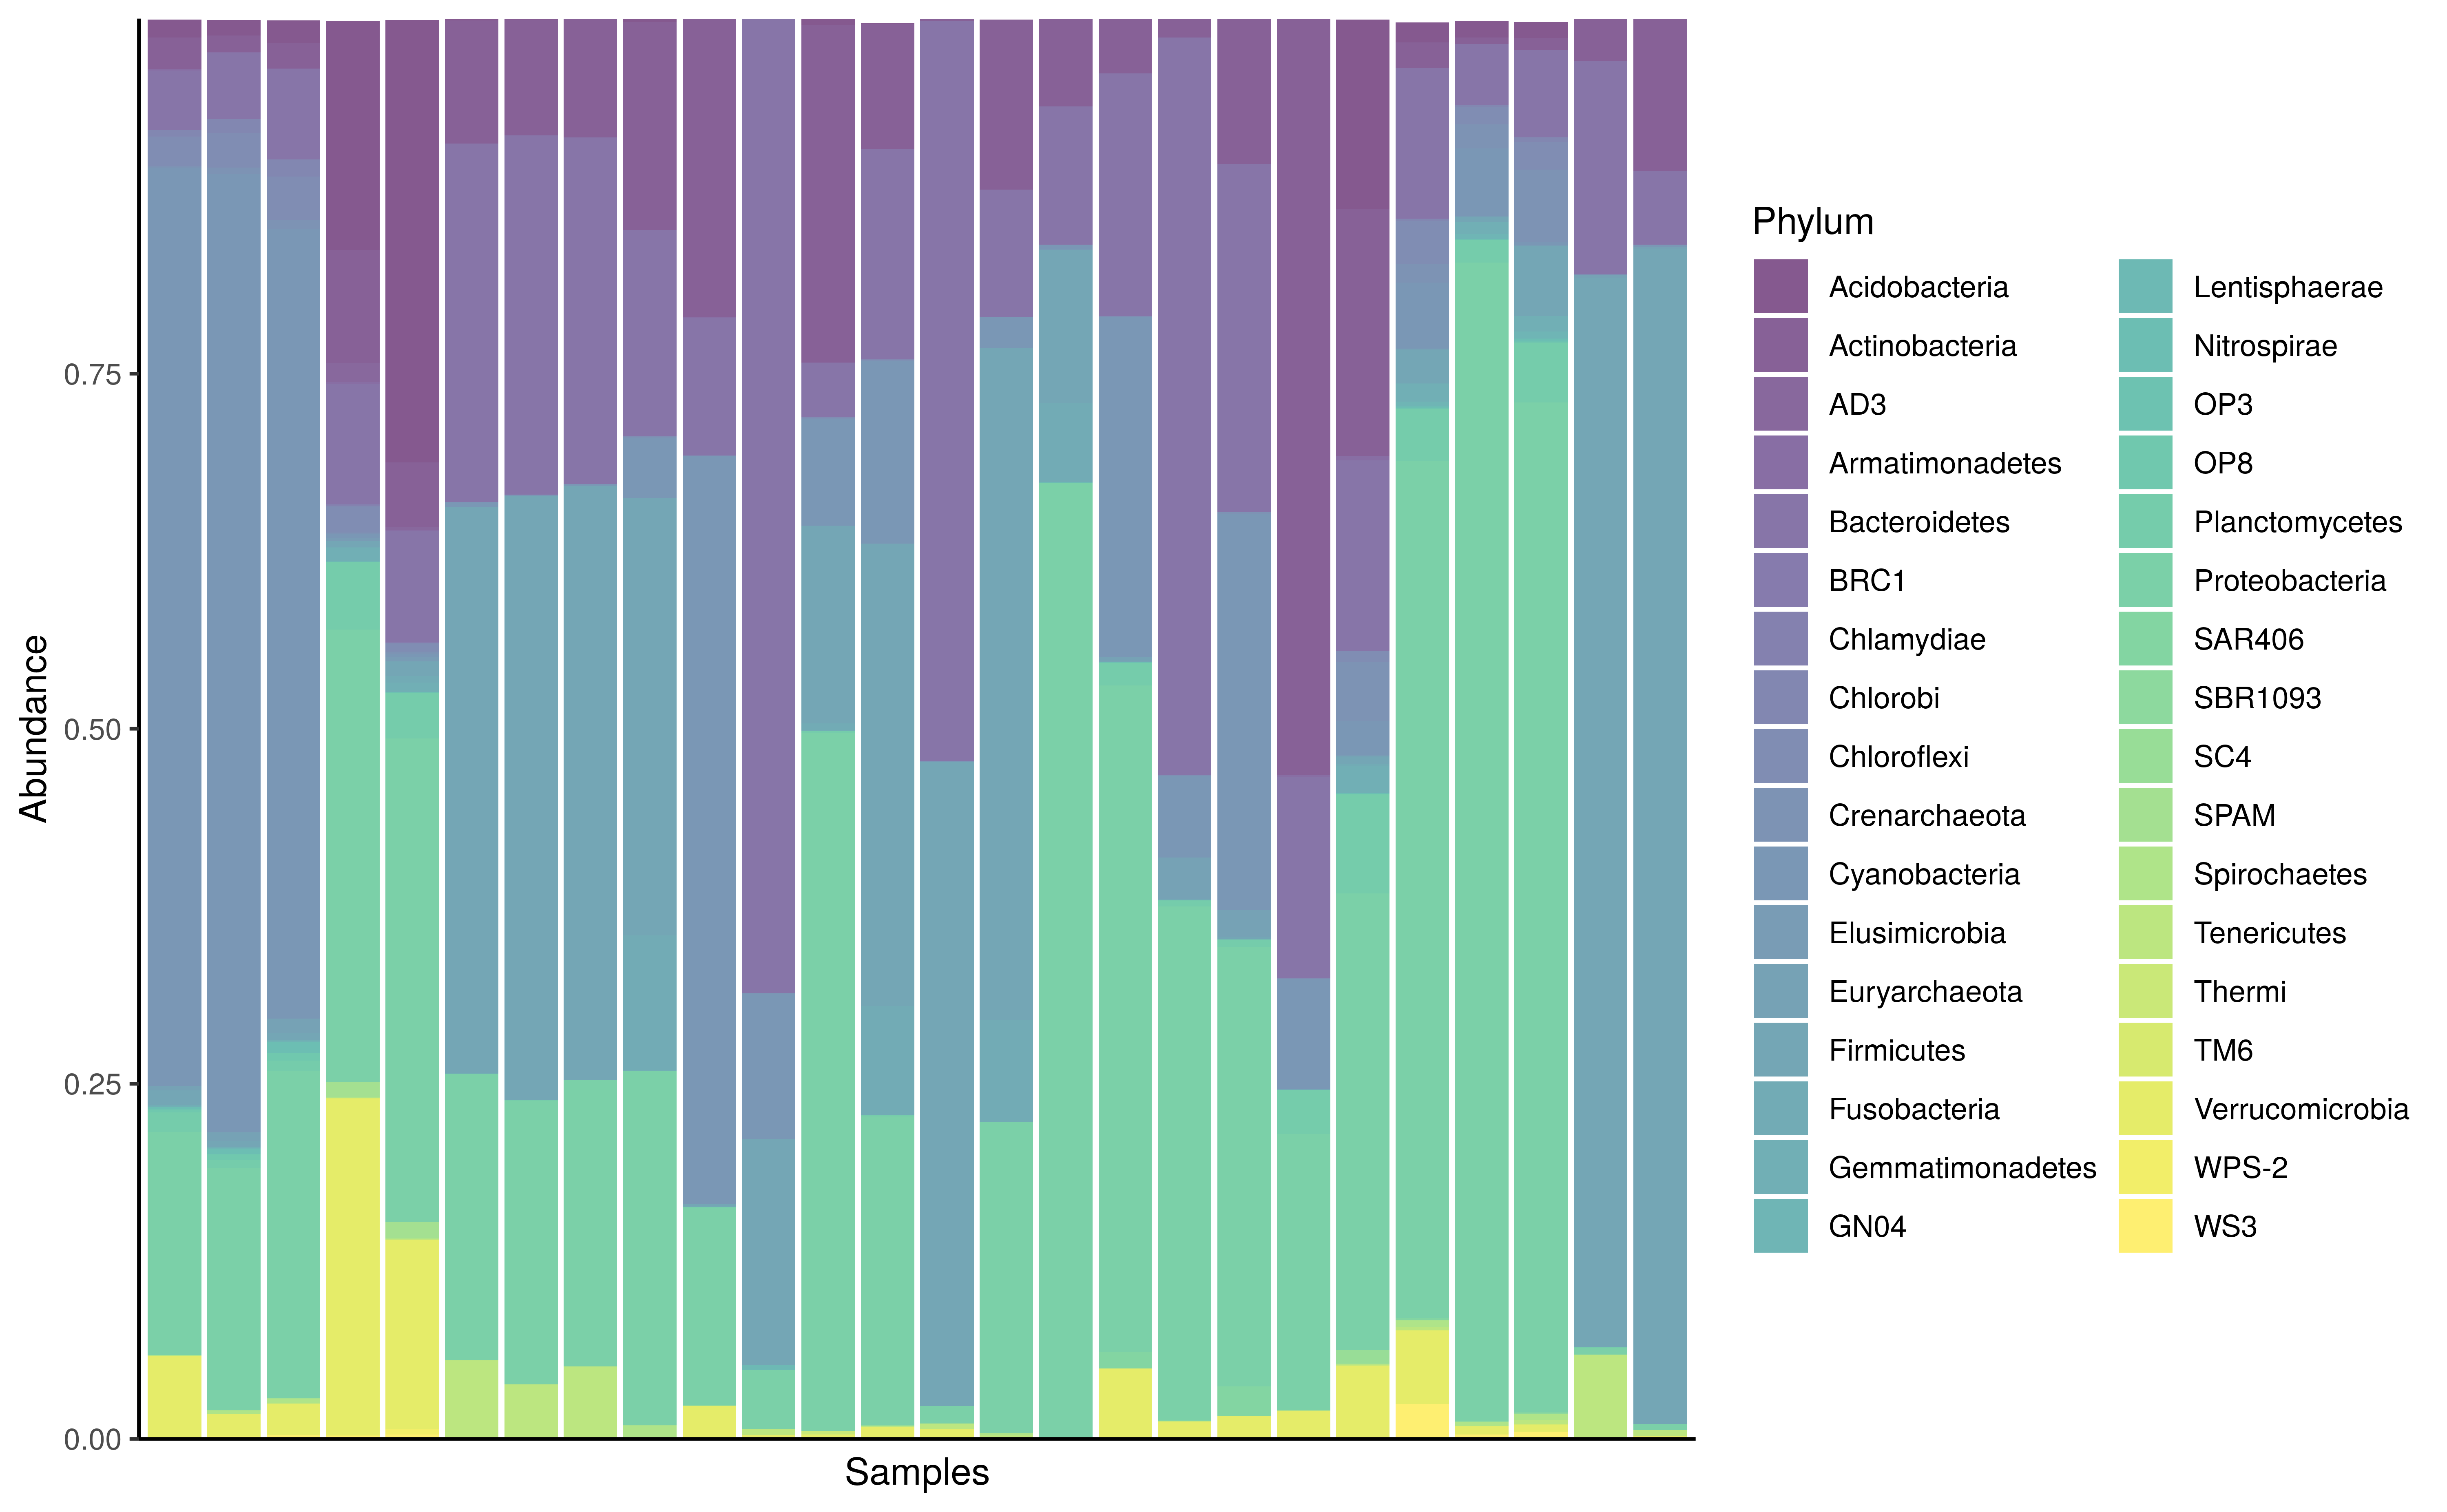 Abundance
0.75
0.50
0.25
0.00
Samples
Phylum
Acidobacteria
Actinobacteria
AD3
Armatimonadetes
Bacteroidetes
BRC1
Chlamydiae
Chlorobi
Chloroflexi
Crenarchaeota
Cyanobacteria
Elusimicrobia
Euryarchaeota
Firmicutes
Fusobacteria
Gemmatimonadetes
GN04
Lentisphaerae
Nitrospirae
OP3
OP8
Planctomycetes
Proteobacteria
SAR406
SBR1093
SC4
SPAM
Spirochaetes
Tenericutes
Thermi
TM6
Verrucomicrobia
WPS-2
WS3